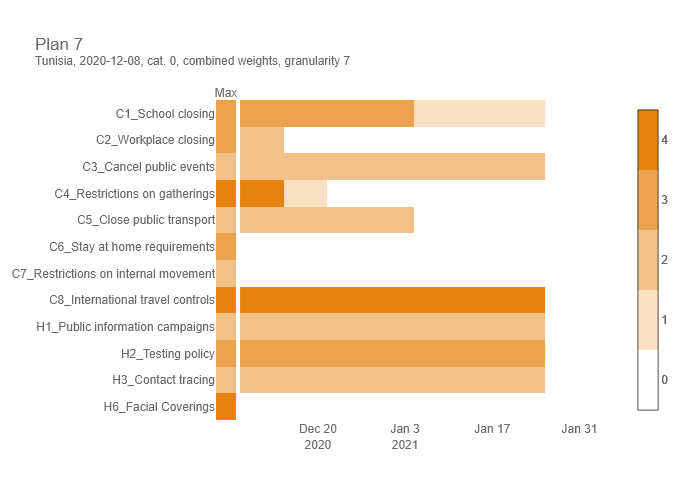 Plan 7
Tunisia, 2020-12-08, cat. 0, combined weights, granularity 7
Max
C1_School closing
C2_Workplace closing
C3_Cancel public events
C4_Restrictions on gatherings
C5_Close public transport
C6_Stay at home requirements
C7_Restrictions on internal movement
C8_International travel controls
H1_Public information campaigns
H2_Testing policy
H3_Contact tracing
H6_Facial Coverings
Dec 20 Jan 3 Jan 17 Jan 31
2020 2021
4
3
2
1
0